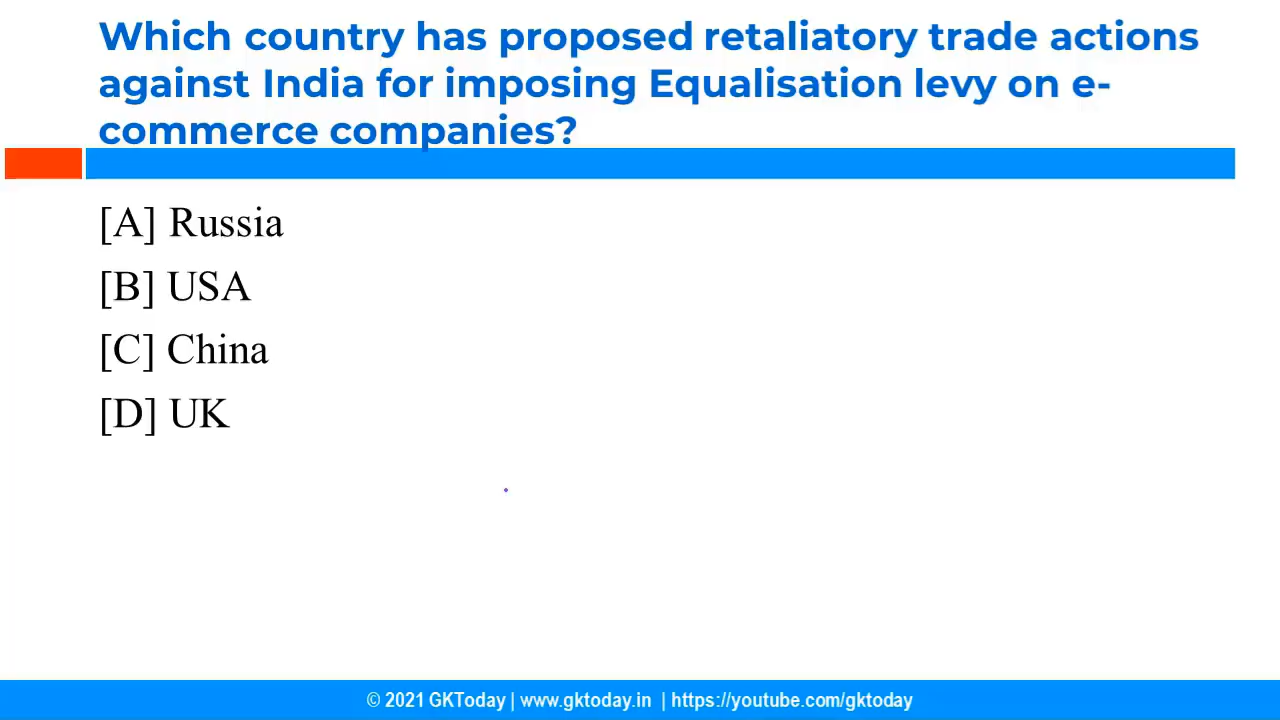 Which country has proposed retaliatory trade actions
against India for imposing Equalisation levy on e-
commerce companies?
[A] Russia
[B] USA
[C] China
[D] UK
© 2021 GKToday | www.gktoday.in | https://youtube.com/gktoday